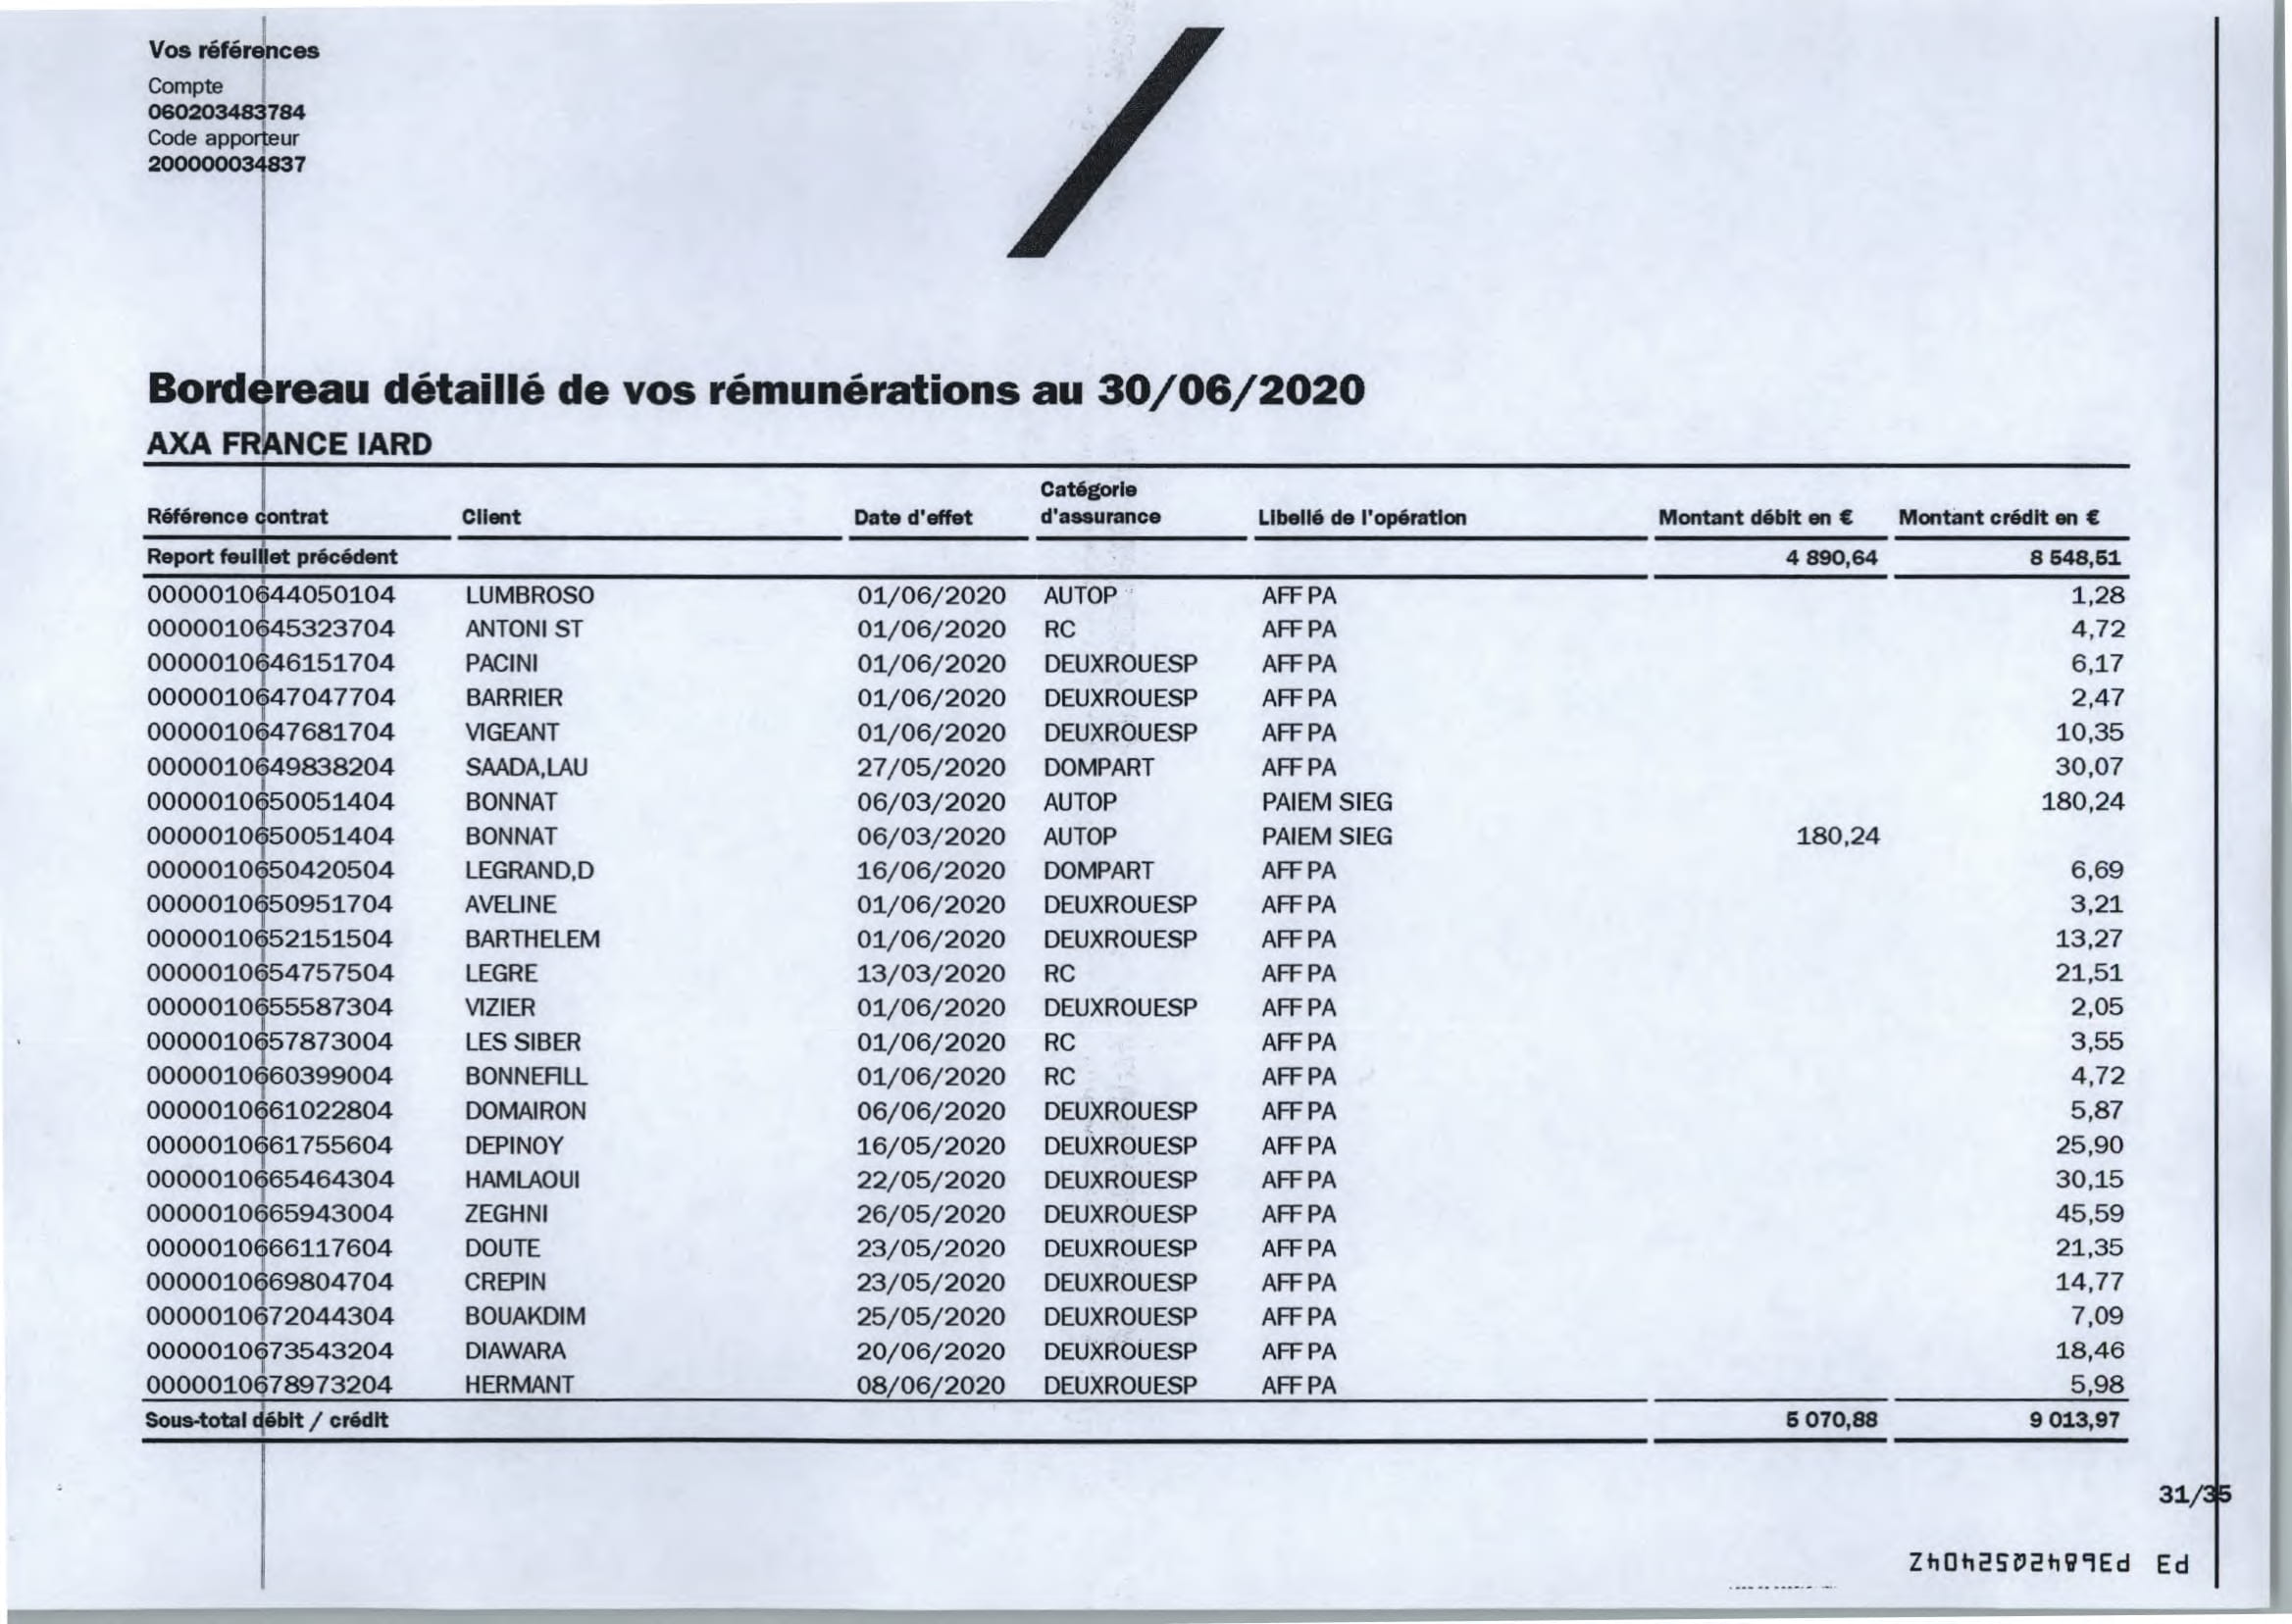 Vos références
Compte
060203483784
Code apporteur
200000034837
Bordereau détaillé de vos rémunérations au 30/06/2020
AXA FRANCE IARD
Référence contrat Client Date d'effet Catégorie d'assurance Libellé de l'opération Montant débit en € Montant crédit en €
Report feuillet précédent 4 890,64 8 548,51
0000010644050104 LUMBROSO 01/06/2020 AUTOP AFF PA 1,28
0000010645323704 ANTONI ST 01/06/2020 RC AFF PA 4,72
0000010646151704 PACINI 01/06/2020 DEUXROUESP AFF PA 6,17
0000010647047704 BARRIER 01/06/2020 DEUXROUESP AFF PA 2,47
0000010647681704 VIGEANT 01/06/2020 DEUXROUESP AFF PA 10,35
0000010649838204 SAADA,LAU 27/05/2020 DOMPART AFF PA 30,07
0000010650051404 BONNAT 06/03/2020 AUTOP PAIEM SIEG 180,24
0000010650051404 BONNAT 06/03/2020 AUTOP PAIEM SIEG 180,24
0000010650420504 LEGRAND,D 16/06/2020 DOMPART AFF PA 6,69
0000010650951704 AVELINE 01/06/2020 DEUXROUESP AFF PA 3,21
0000010652151504 BARTHELEM 01/06/2020 DEUXROUESP AFF PA 13,27
0000010654757504 LEGRE 13/03/2020 RC AFF PA 21,51
0000010655587304 VIZIER 01/06/2020 DEUXROUESP AFF PA 2,05
0000010657873004 LES SIBER 01/06/2020 RC AFF PA 3,55
0000010660399004 BONNEFILL 01/06/2020 RC AFF PA 4,72
0000010661022804 DOMAIRON 06/06/2020 DEUXROUESP AFF PA 5,87
0000010661755604 DEPINOY 16/05/2020 DEUXROUESP AFF PA 25,90
0000010665464304 HAMLAOUI 22/05/2020 DEUXROUESP AFF PA 30,15
0000010665943004 ZEGHNI 26/05/2020 DEUXROUESP AFF PA 45,59
0000010666117604 DOUTE 23/05/2020 DEUXROUESP AFF PA 21,35
0000010669804704 CREPIN 23/05/2020 DEUXROUESP AFF PA 14,77
0000010672044304 BOUAKDIM 25/05/2020 DEUXROUESP AFF PA 7,09
0000010673543204 DIAWARA 20/06/2020 DEUXROUESP AFF PA 18,46
0000010678973204 HERMANT 08/06/2020 DEUXROUESP AFF PA 5,98
Sous-total débit / crédit 5 070,88 9 013,97
31/35